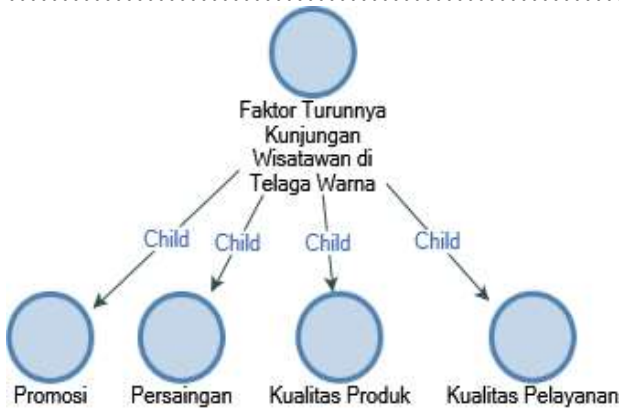 Faktor Turunnya
Kunjungan
Wisatawan di
Telaga Warna
Child Child Child Child
Promosi Persaingan Kualitas Produk Kualitas Pelayanan